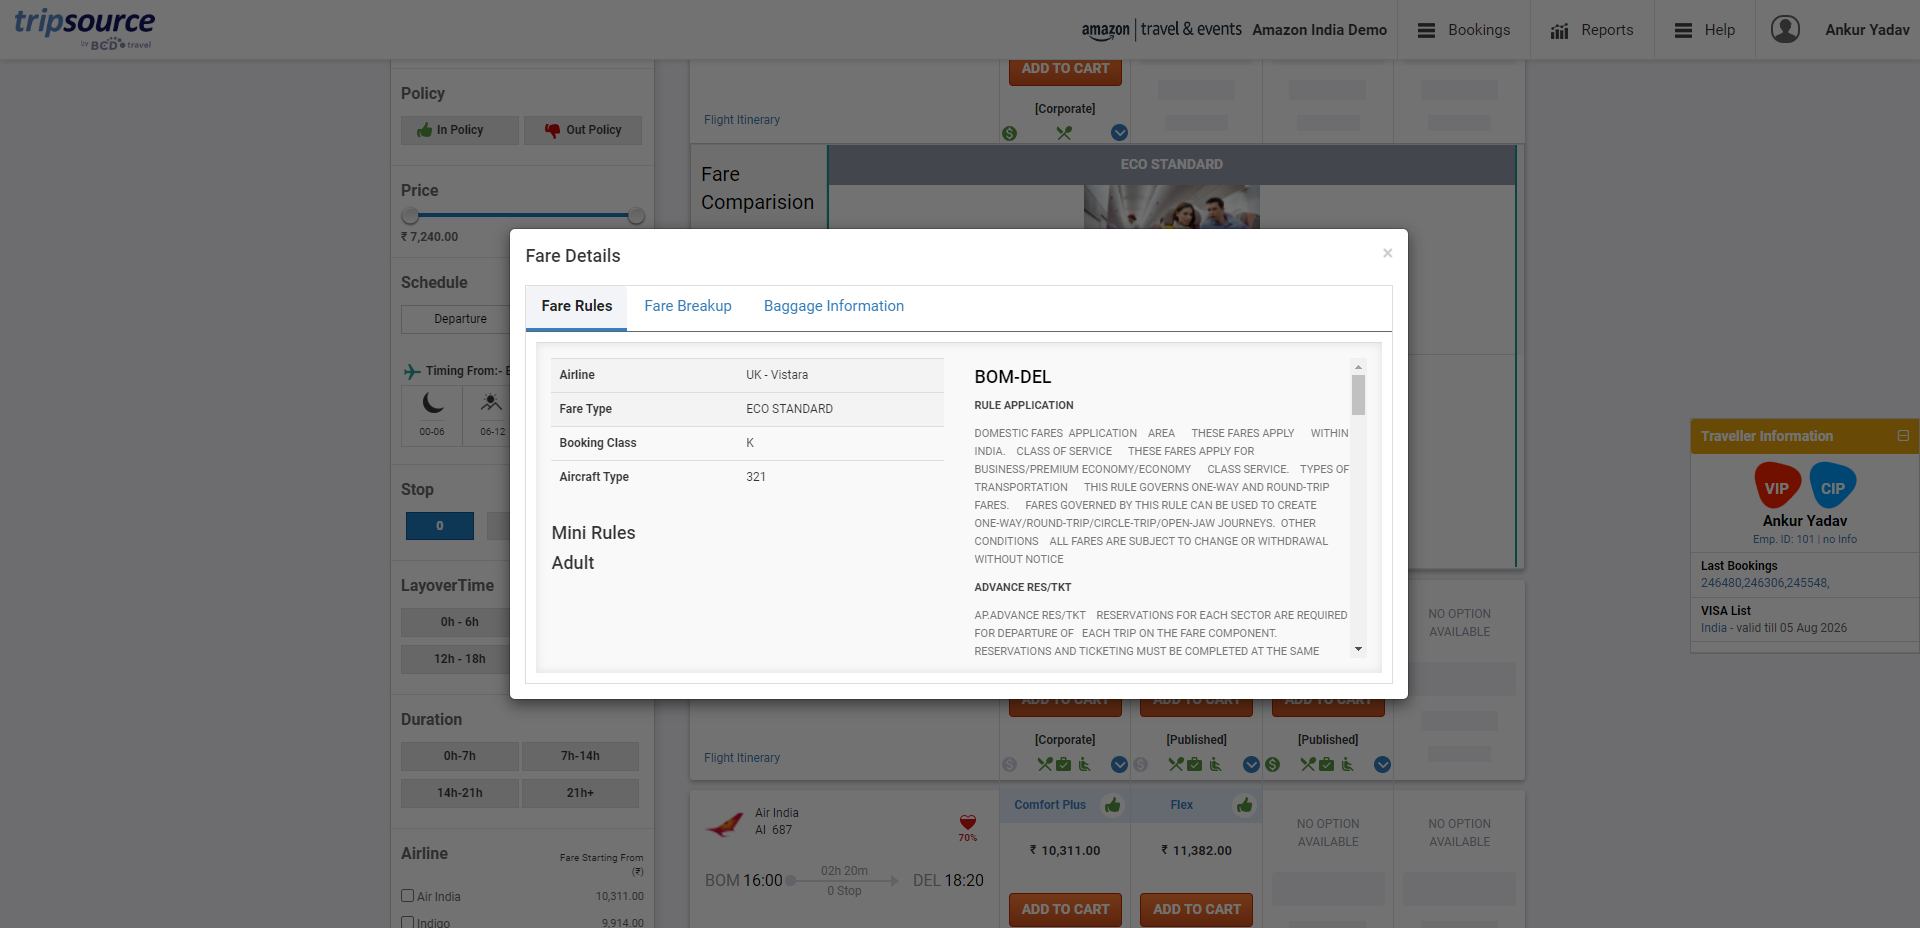 tripsource
by BCD travel
amazon | travel & events Amazon India Demo
Bookings
Reports
Help
Ankur Yadav
Policy
In Policy
Out Policy
Price
₹ 7,240.00
Schedule
Departure
Timing From:-
00-06
06-12
Stop
0
LayoverTime
0h - 6h
12h - 18h
Duration
0h-7h
7h-14h
14h-21h
21h+
Airline
Fare Starting From
(₹)
Air India
10,311.00
Indigo
9,914.00
ADD TO CART
[Corporate]
Flight Itinerary
Fare
Comparision
ECO STANDARD
Fare Details
×
Fare Rules
Fare Breakup
Baggage Information
Airline UK - Vistara
Fare Type ECO STANDARD
Booking Class K
Aircraft Type 321
Mini Rules
Adult
BOM-DEL
RULE APPLICATION
DOMESTIC FARES APPLICATION AREA THESE FARES APPLY WITHIN
INDIA. CLASS OF SERVICE THESE FARES APPLY FOR
BUSINESS/PREMIUM ECONOMY/ECONOMY CLASS SERVICE. TYPES OF
TRANSPORTATION THIS RULE GOVERNS ONE-WAY AND ROUND-TRIP
FARES. FARES GOVERNED BY THIS RULE CAN BE USED TO CREATE
ONE-WAY/ROUND-TRIP/CIRCLE-TRIP/OPEN-JAW JOURNEYS. OTHER
CONDITIONS ALL FARES ARE SUBJECT TO CHANGE OR WITHDRAWAL
WITHOUT NOTICE
ADVANCE RES/TKT
AP.ADVANCE RES/TKT RESERVATIONS FOR EACH SECTOR ARE REQUIRED
FOR DEPARTURE OF EACH TRIP ON THE FARE COMPONENT.
RESERVATIONS AND TICKETING MUST BE COMPLETED AT THE SAME
NO OPTION
AVAILABLE
ADD TO CART
ADD TO CART
ADD TO CART
[Corporate]
[Published]
[Published]
Flight Itinerary
Air India
AI 687
70%
BOM 16:00
02h 20m
0 Stop
DEL 18:20
Comfort Plus
₹ 10,311.00
ADD TO CART
Flex
₹ 11,382.00
ADD TO CART
NO OPTION
AVAILABLE
NO OPTION
AVAILABLE
Traveller Information
VIP
CIP
Ankur Yadav
Emp. ID: 101 | no Info
Last Bookings
246480,246306,245548,
VISA List
India - valid till 05 Aug 2026